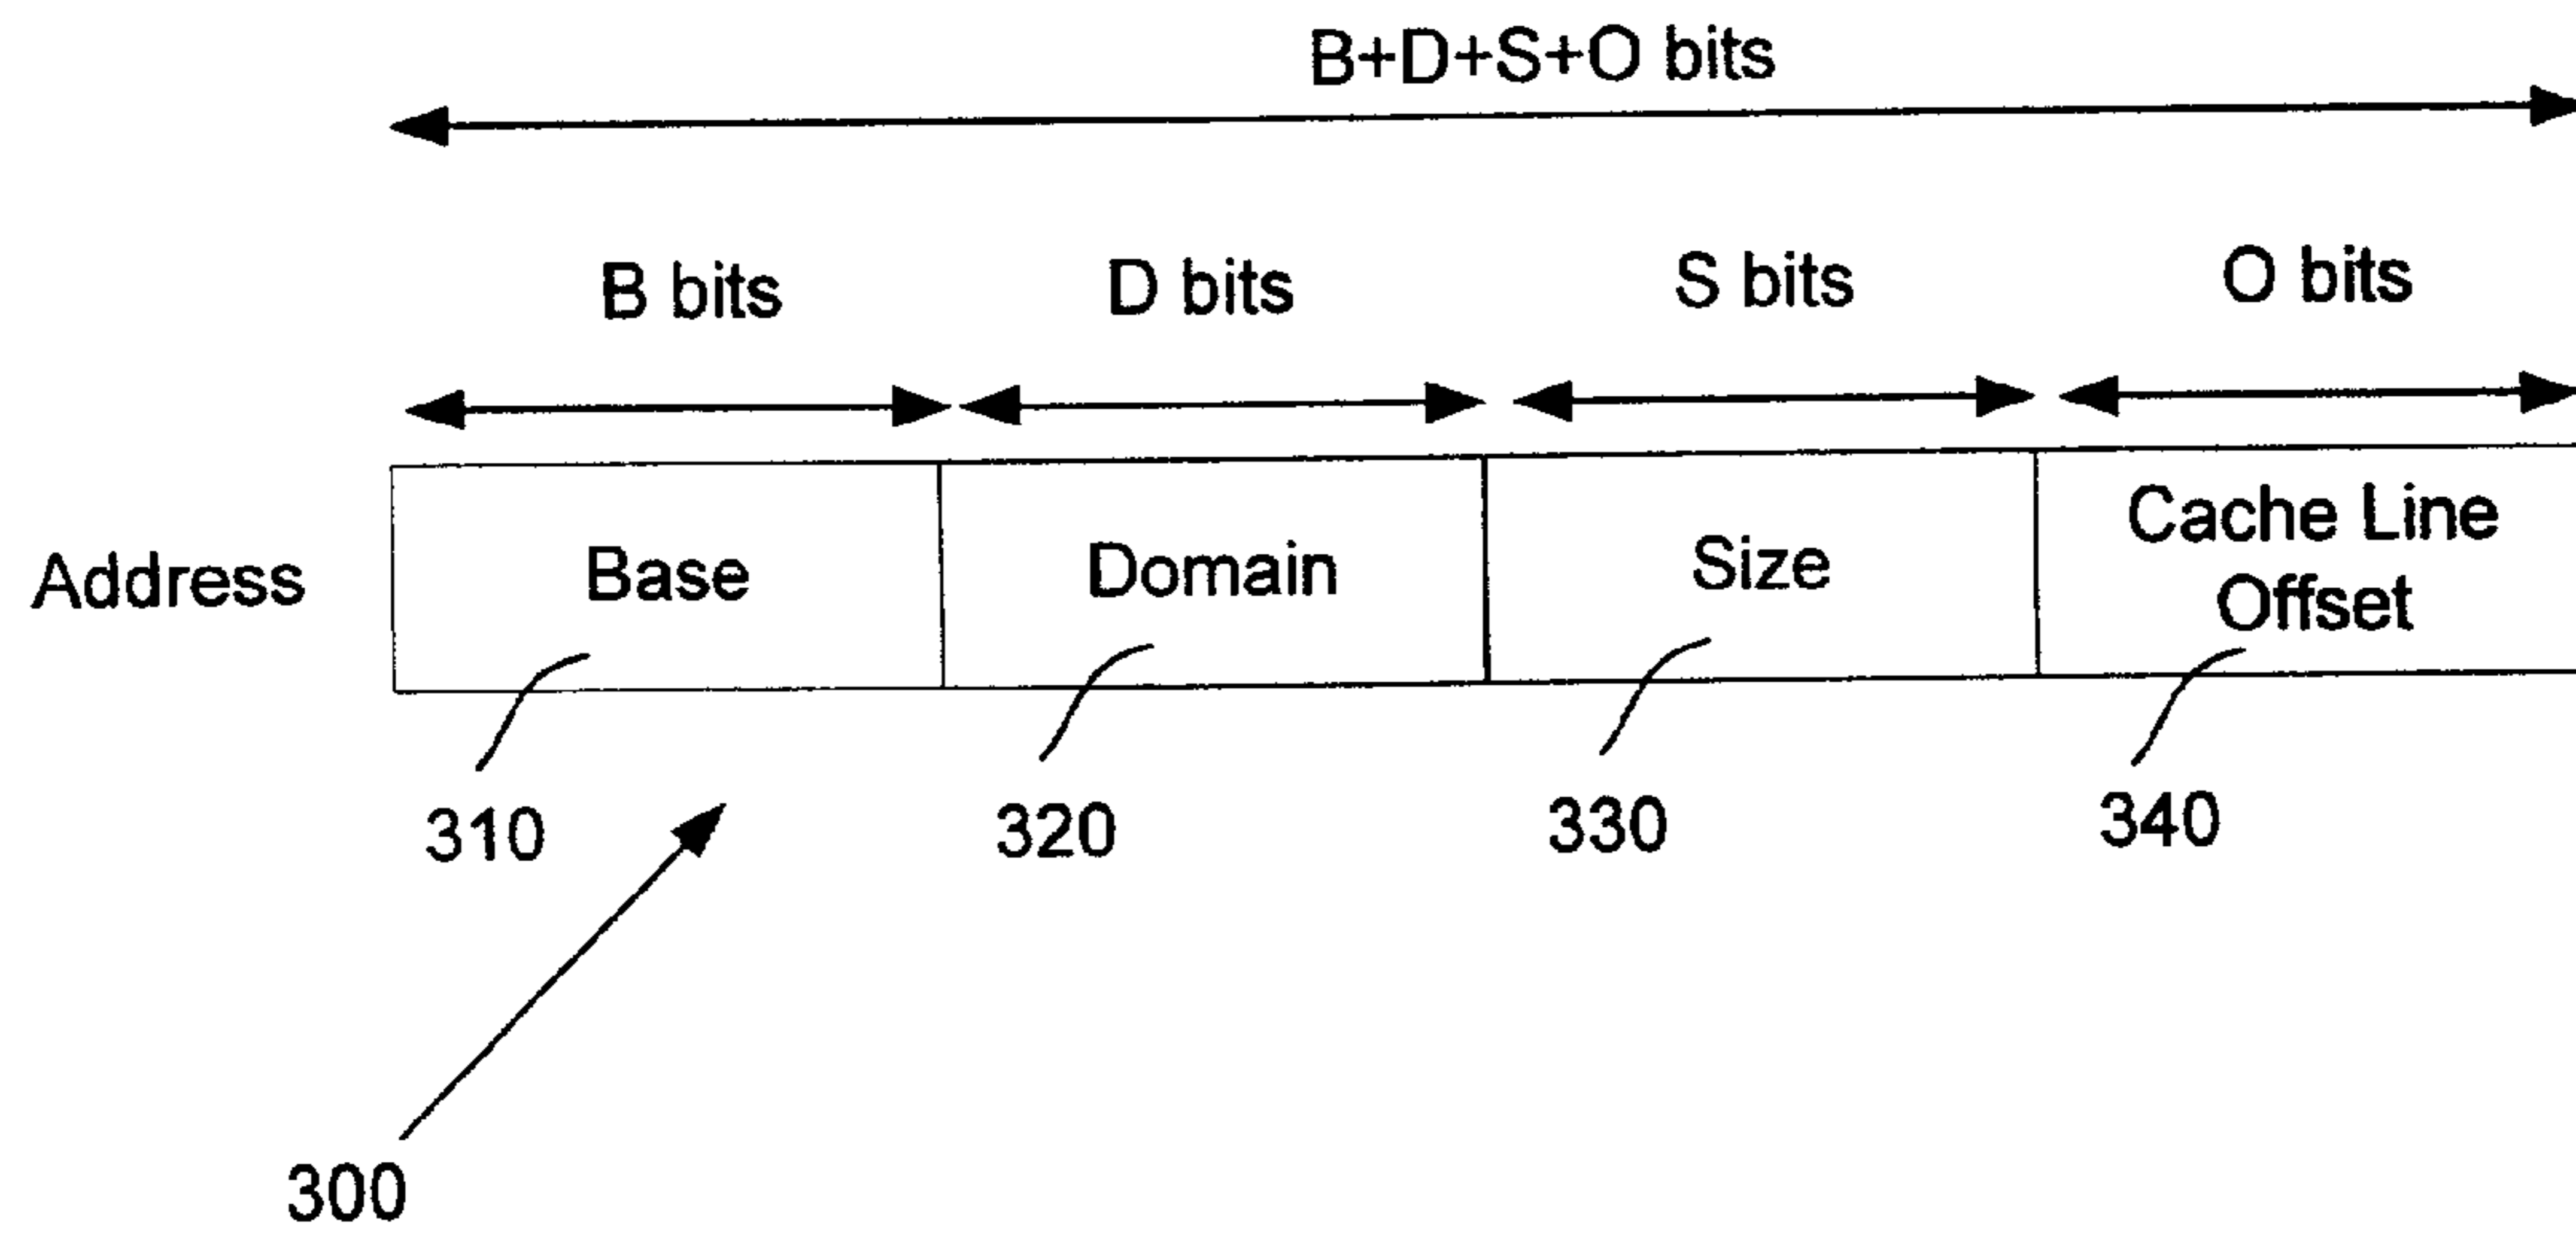 B+D+S+O bits
B bits
D bits
S bits
O bits
Address
Base
Domain
Size
Cache Line
Offset
310
320
330
340
300